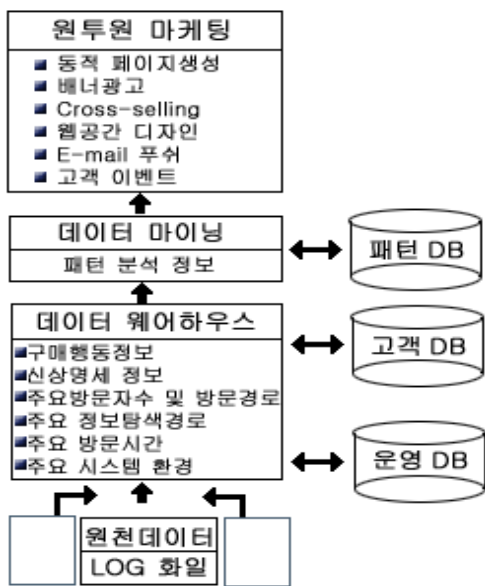 원투원 마케팅
동적 페이지생성
배너광고
Cross-selling
웹공간 디자인
E-mail 푸쉬
고객 이벤트
데이터 마이닝
패턴 분석 정보
패턴 DB
데이터 웨어하우스
구매행동정보
신상명세 정보
주요방문자수 및 방문경로
주요 정보탐색경로
주요 방문시간
주요 시스템 환경
고객 DB
운영 DB
원천데이터
LOG 화일